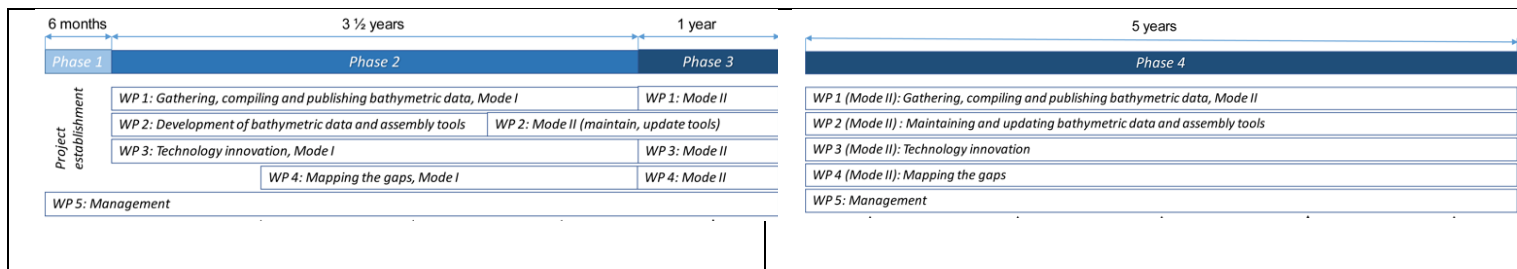 6 months
3 ½ years
1 year
5 years
Phase 1
Phase 2
Phase 3
Phase 4
Project
establishment
WP 1: Gathering, compiling and publishing bathymetric data, Mode I
WP 1: Mode II
WP 2: Development of bathymetric data and assembly tools
WP 2: Mode II (maintain, update tools)
WP 3: Technology innovation, Mode I
WP 3: Mode II
WP 4: Mapping the gaps, Mode I
WP 4: Mode II
WP 5: Management
WP 1 (Mode II): Gathering, compiling and publishing bathymetric data, Mode II
WP 2 (Mode II) : Maintaining and updating bathymetric data and assembly tools
WP 3 (Mode II): Technology innovation
WP 4 (Mode II): Mapping the gaps
WP 5: Management